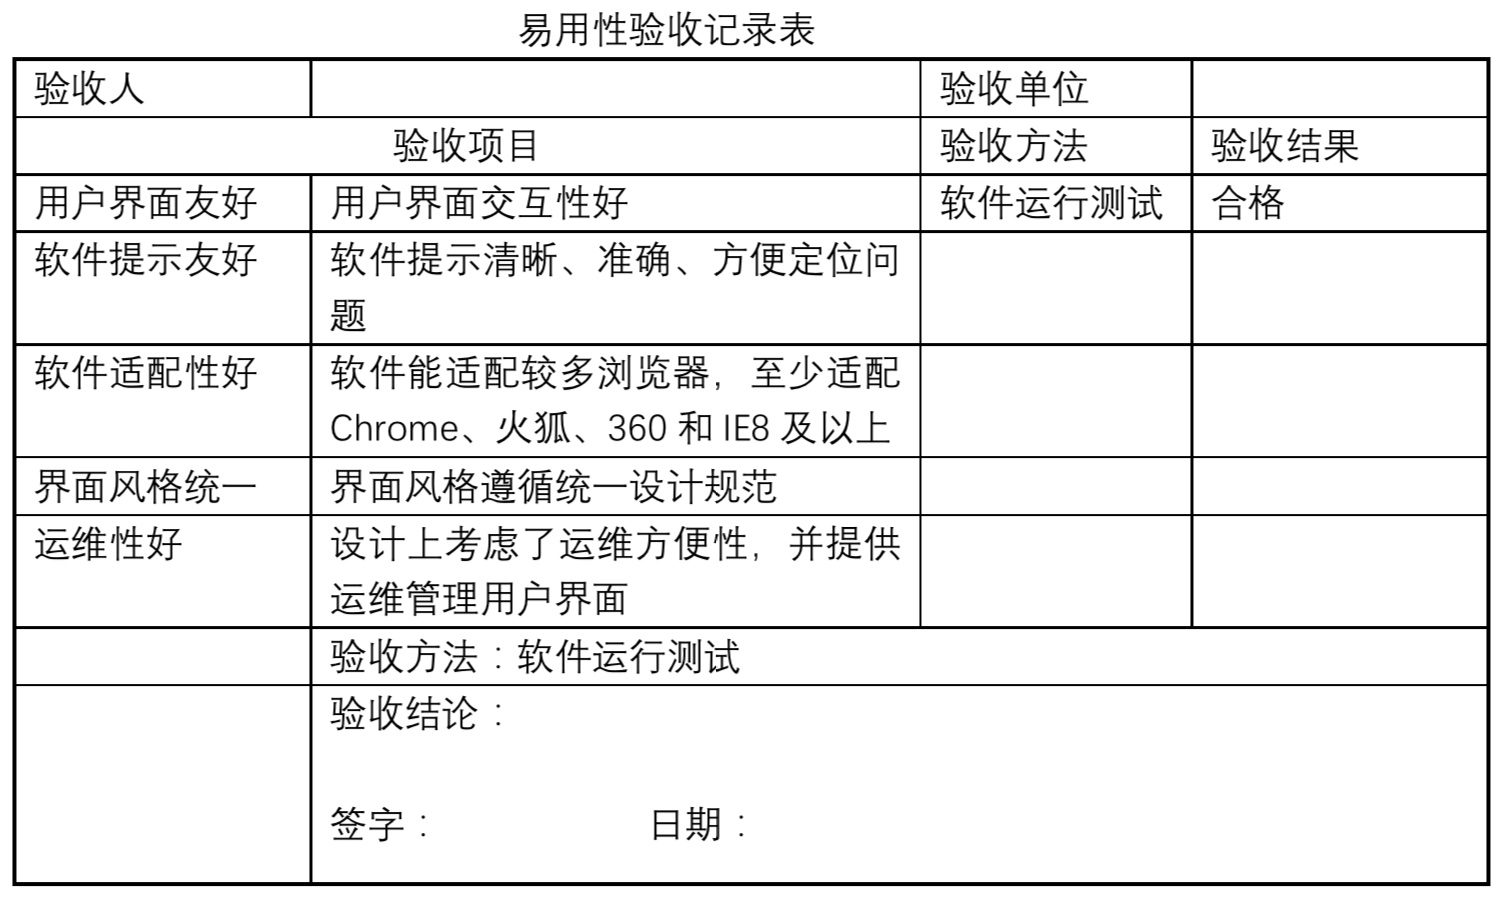 易用性验收记录表
验收人 验收单位
验收项目 验收方法 验收结果
用户界面友好 用户界面交互性好 软件运行测试 合格
软件提示友好 软件提示清晰、准确、方便定位问
题
软件适配性好 软件能适配较多浏览器，至少适配
Chrome、火狐、360 和 IE8 及以上
界面风格统一 界面风格遵循统一设计规范
运维性好 设计上考虑了运维方便性，并提供
运维管理用户界面
验收方法：软件运行测试
验收结论：
签字： 日期：